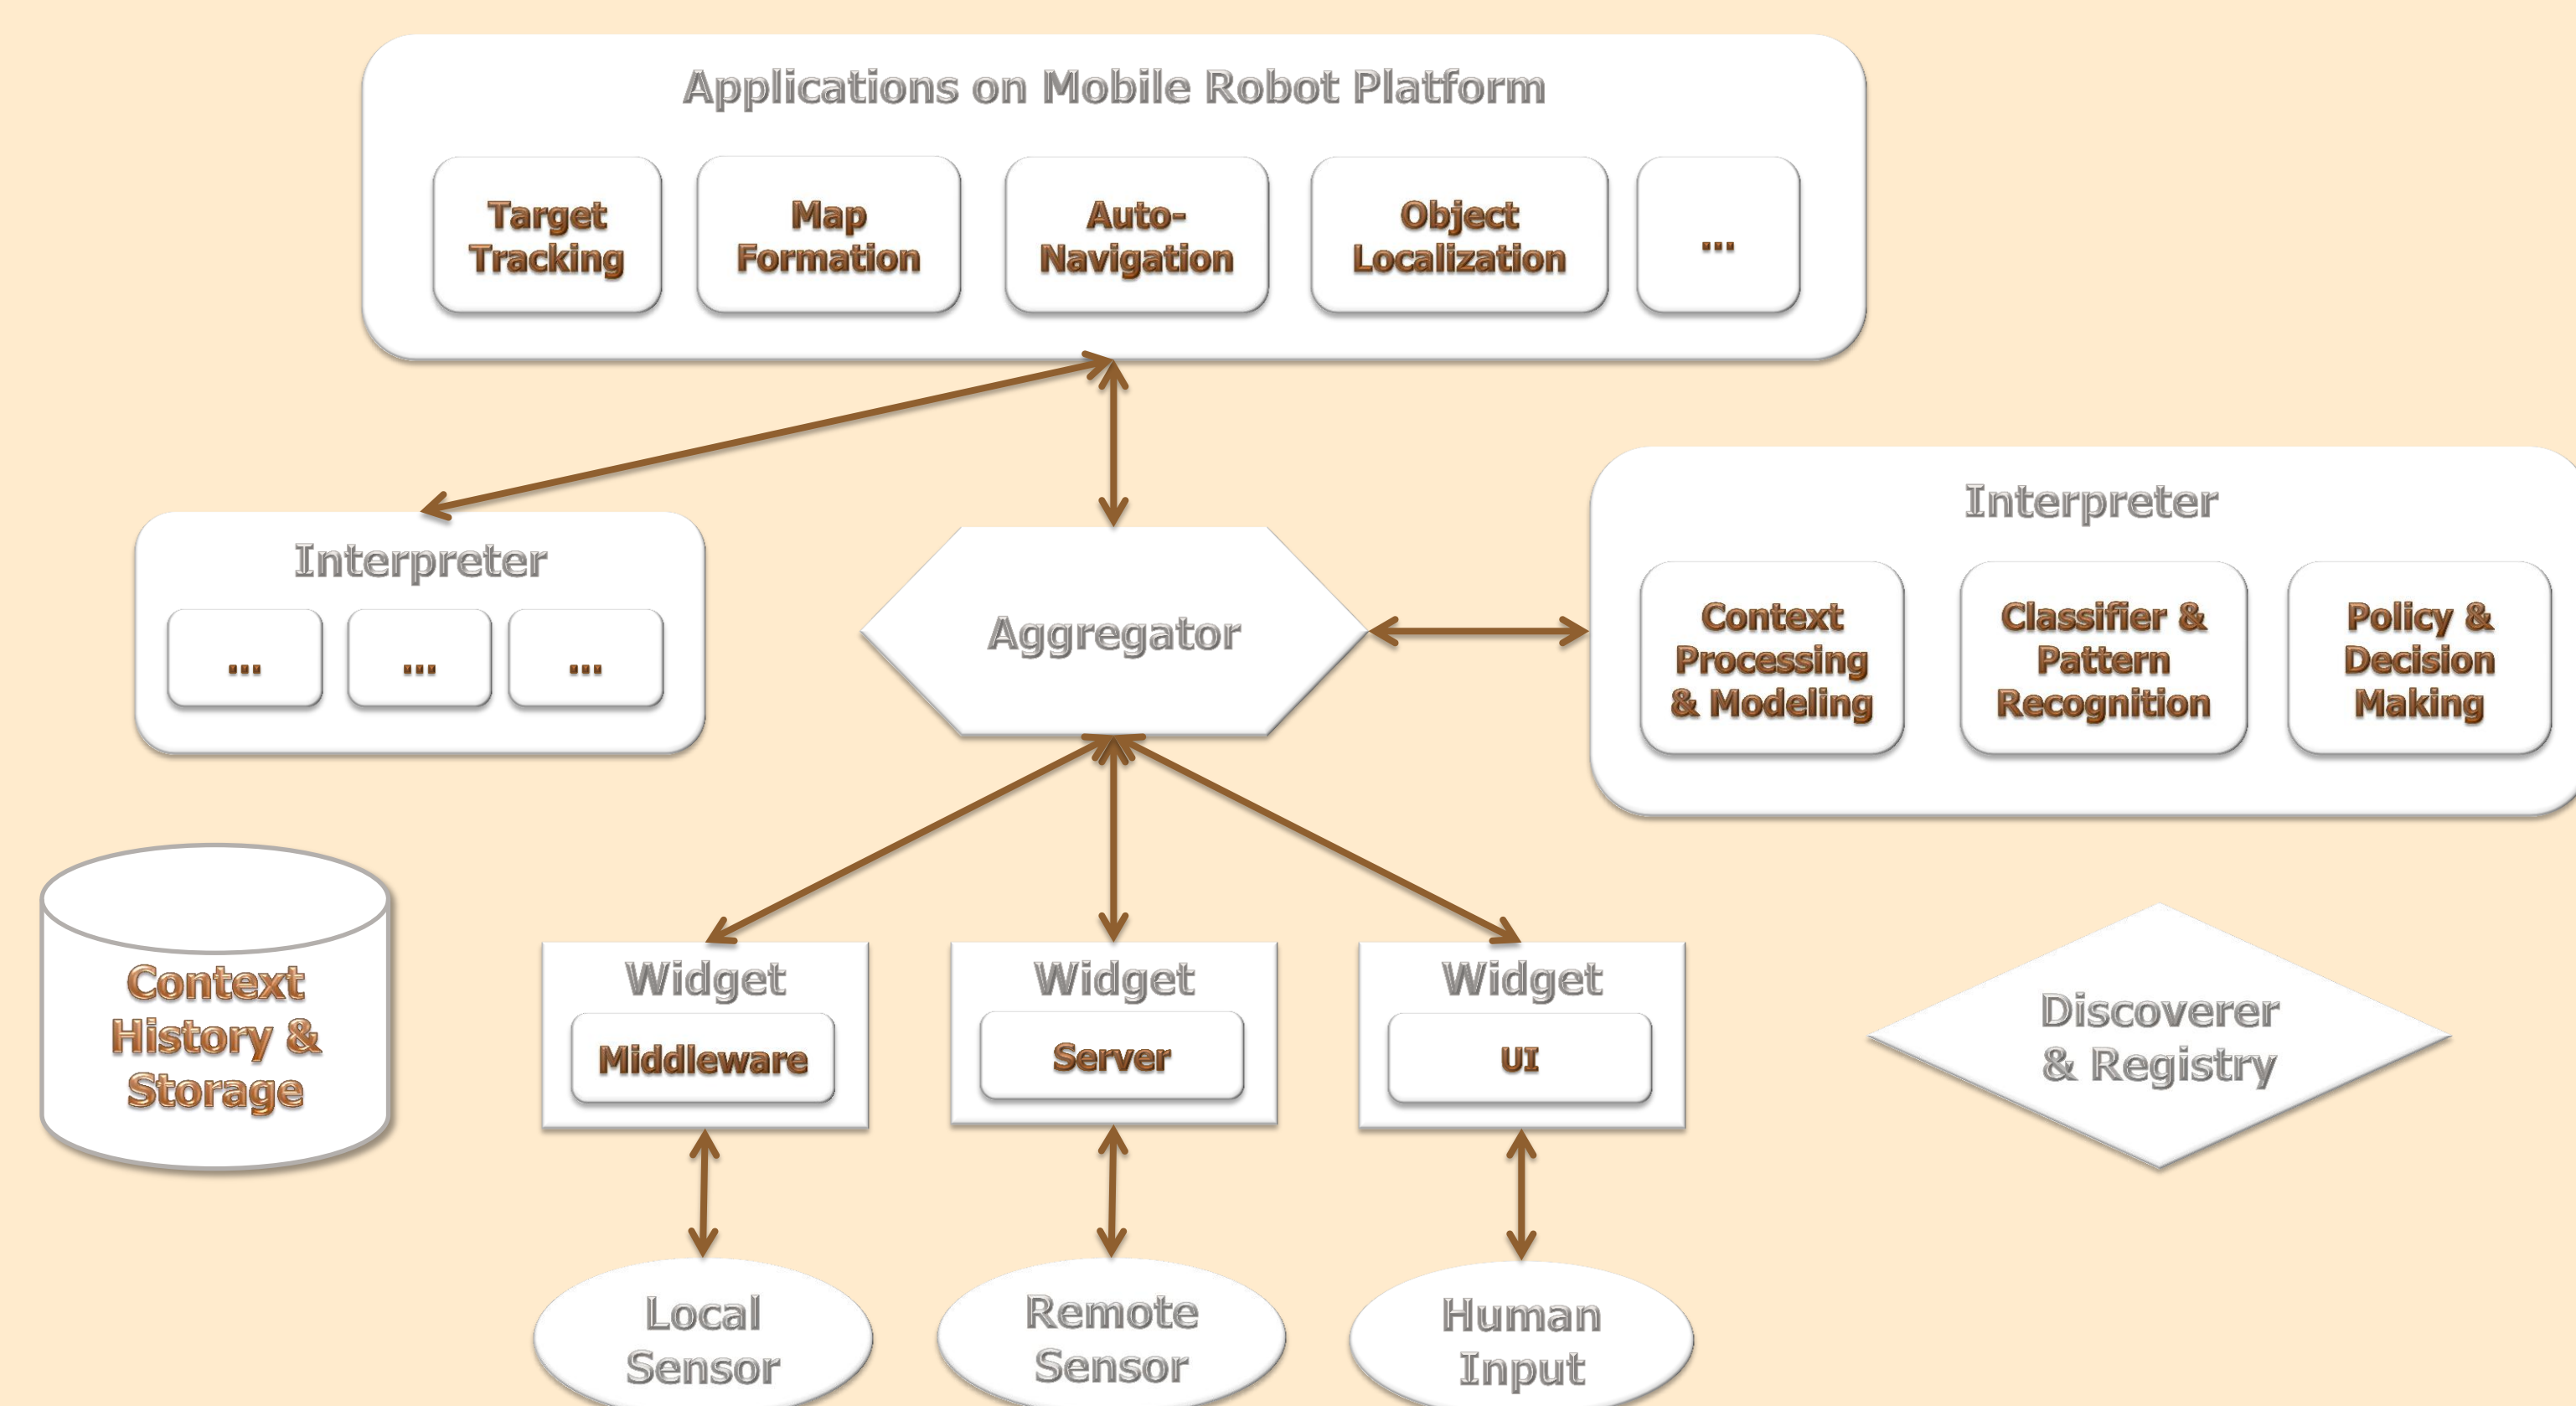 Applications on Mobile Robot Platform
Target
Tracking
Map
Formation
Auto-
Navigation
Object
Localization
...
Interpreter
...
...
...
Aggregator
Interpreter
Context
Processing
& Modeling
Classifier &
Pattern
Recognition
Policy &
Decision
Making
Context
History &
Storage
Widget
Middleware
Widget
Server
Widget
UI
Discoverer
& Registry
Local
Sensor
Remote
Sensor
Human
Input